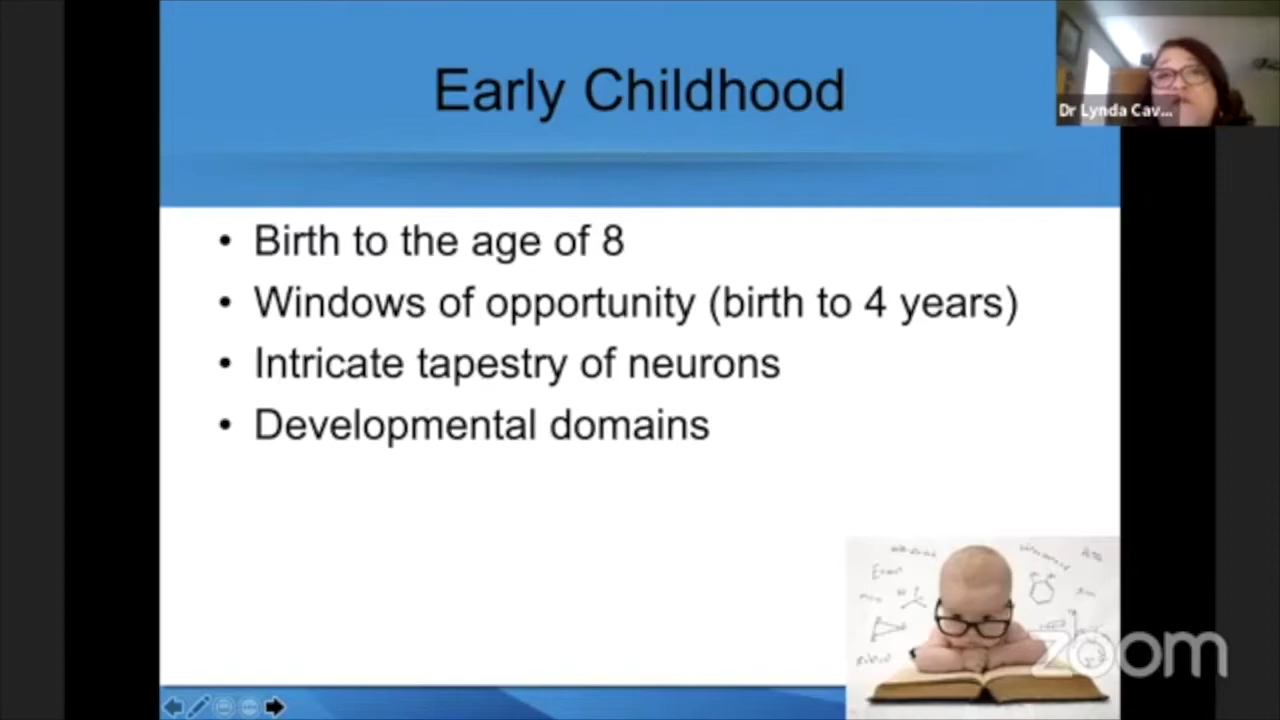 Early Childhood
Dr Lynda Cav...
• Birth to the age of 8
• Windows of opportunity (birth to 4 years)
• Intricate tapestry of neurons
• Developmental domains
zoom